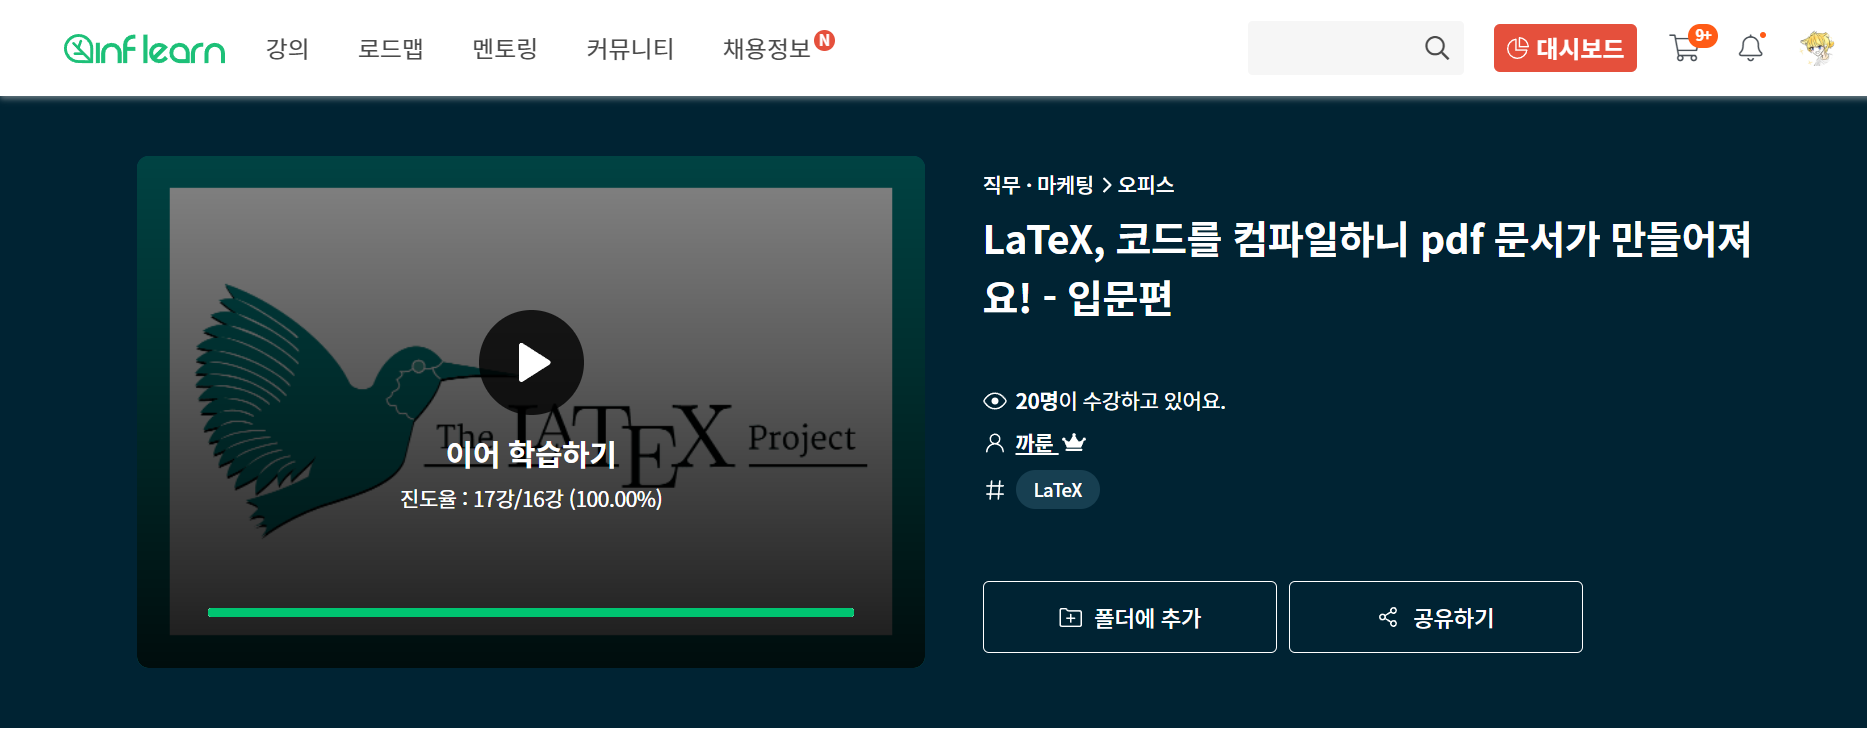 inflearn 강의 로드맵 멘토링 커뮤니티 채용정보 N 대시보드 9+
직무 · 마케팅 > 오피스
LaTeX, 코드를 컴파일하니 pdf 문서가 만들어져
요! - 입문편
The LATEX Project
이어 학습하기
진도율 : 17강/16강 (100.00%)
20명이 수강하고 있어요.
까룬
# LaTeX
폴더에 추가
공유하기